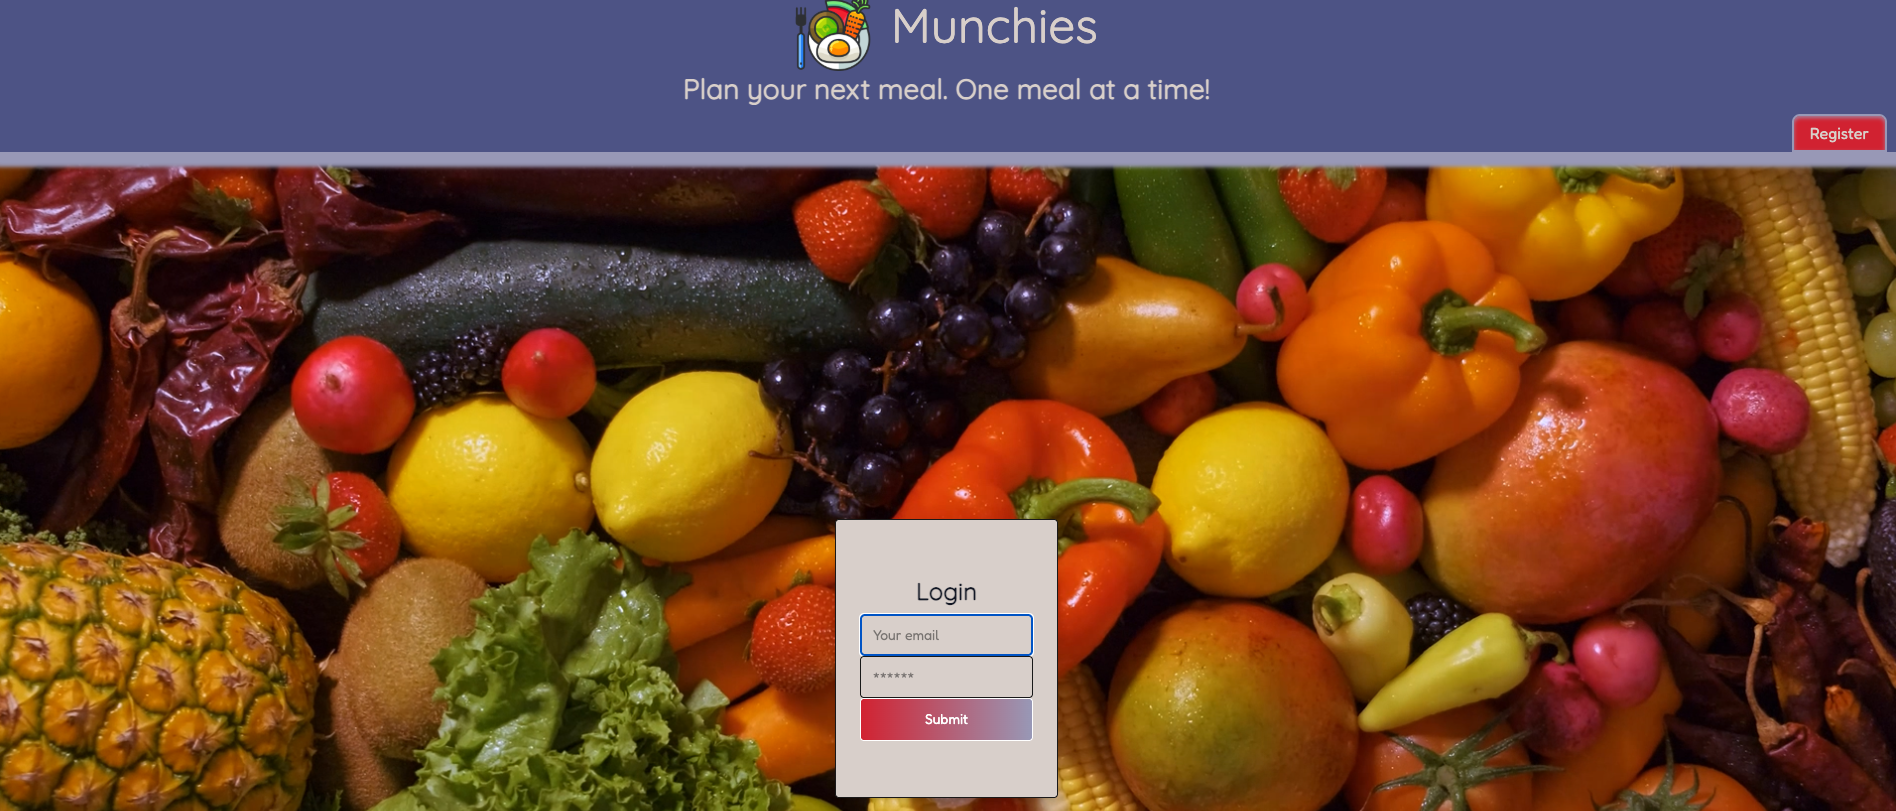 Munchies
Plan your next meal. One meal at a time!
Register
Login
Your email
******
Submit